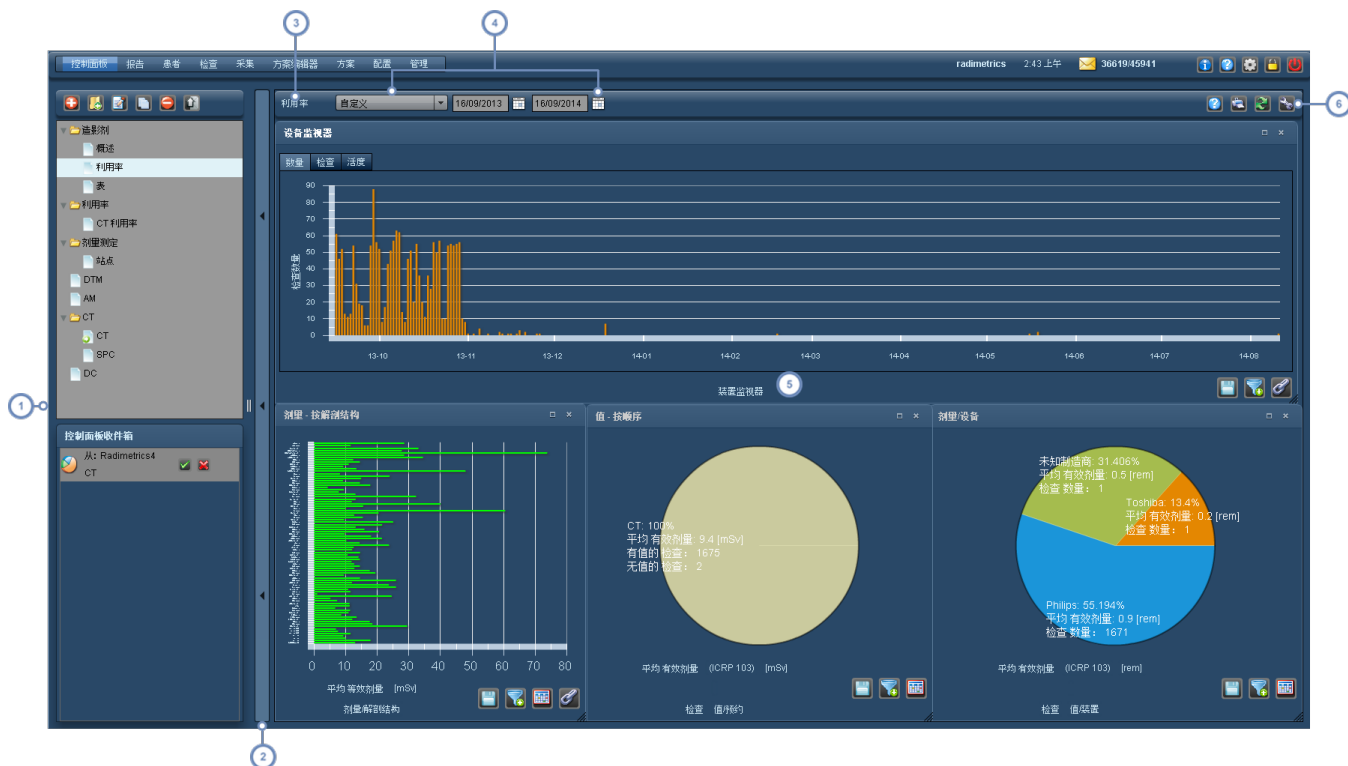 3
4
控制面板 报告 患者 检查 采集 方案编辑器 方案 配置 管理
radimetrics 2:43 上午 36619/45941
6
利用率 自定义 16/09/2013 16/09/2014
造影剂
概述
利用率
表
利用率
CT 利用率
剂量测定
站点
DTM
AM
CT
CT
SPC
DC
1
控制面板收件箱
从: Radimetrics4
CT
2
设备监视器
数量 检查 活度
检查数量
90
80
70
60
50
40
30
20
10
0
13-10 13-11 13-12 14-01 14-02 14-03 14-04 14-05 14-06 14-07 14-08
装置监视器
5
剂量 - 按解剖结构
0 10 20 30 40 50 60 70 80
平均 等效剂量 [mSv]
剂量/解剖结构
值 - 按顺序
CT: 100%
平均 有效剂量: 9.4 [mSv]
有值的 检查： 1675
无值的 检查： 2
平均 有效剂量 (ICRP 103) [mSv]
检查 值/预约
剂量/设备
未知制造商: 31.406%
平均 有效剂量: 0.5 [rem]
检查 数量： 1
Toshiba: 13.4%
平均 有效剂量: 0.2 [rem]
检查 数量： 1
Philips: 55.194%
平均 有效剂量: 0.9 [rem]
检查 数量： 1671
平均 有效剂量 (ICRP 103) [rem]
检查 值/装置